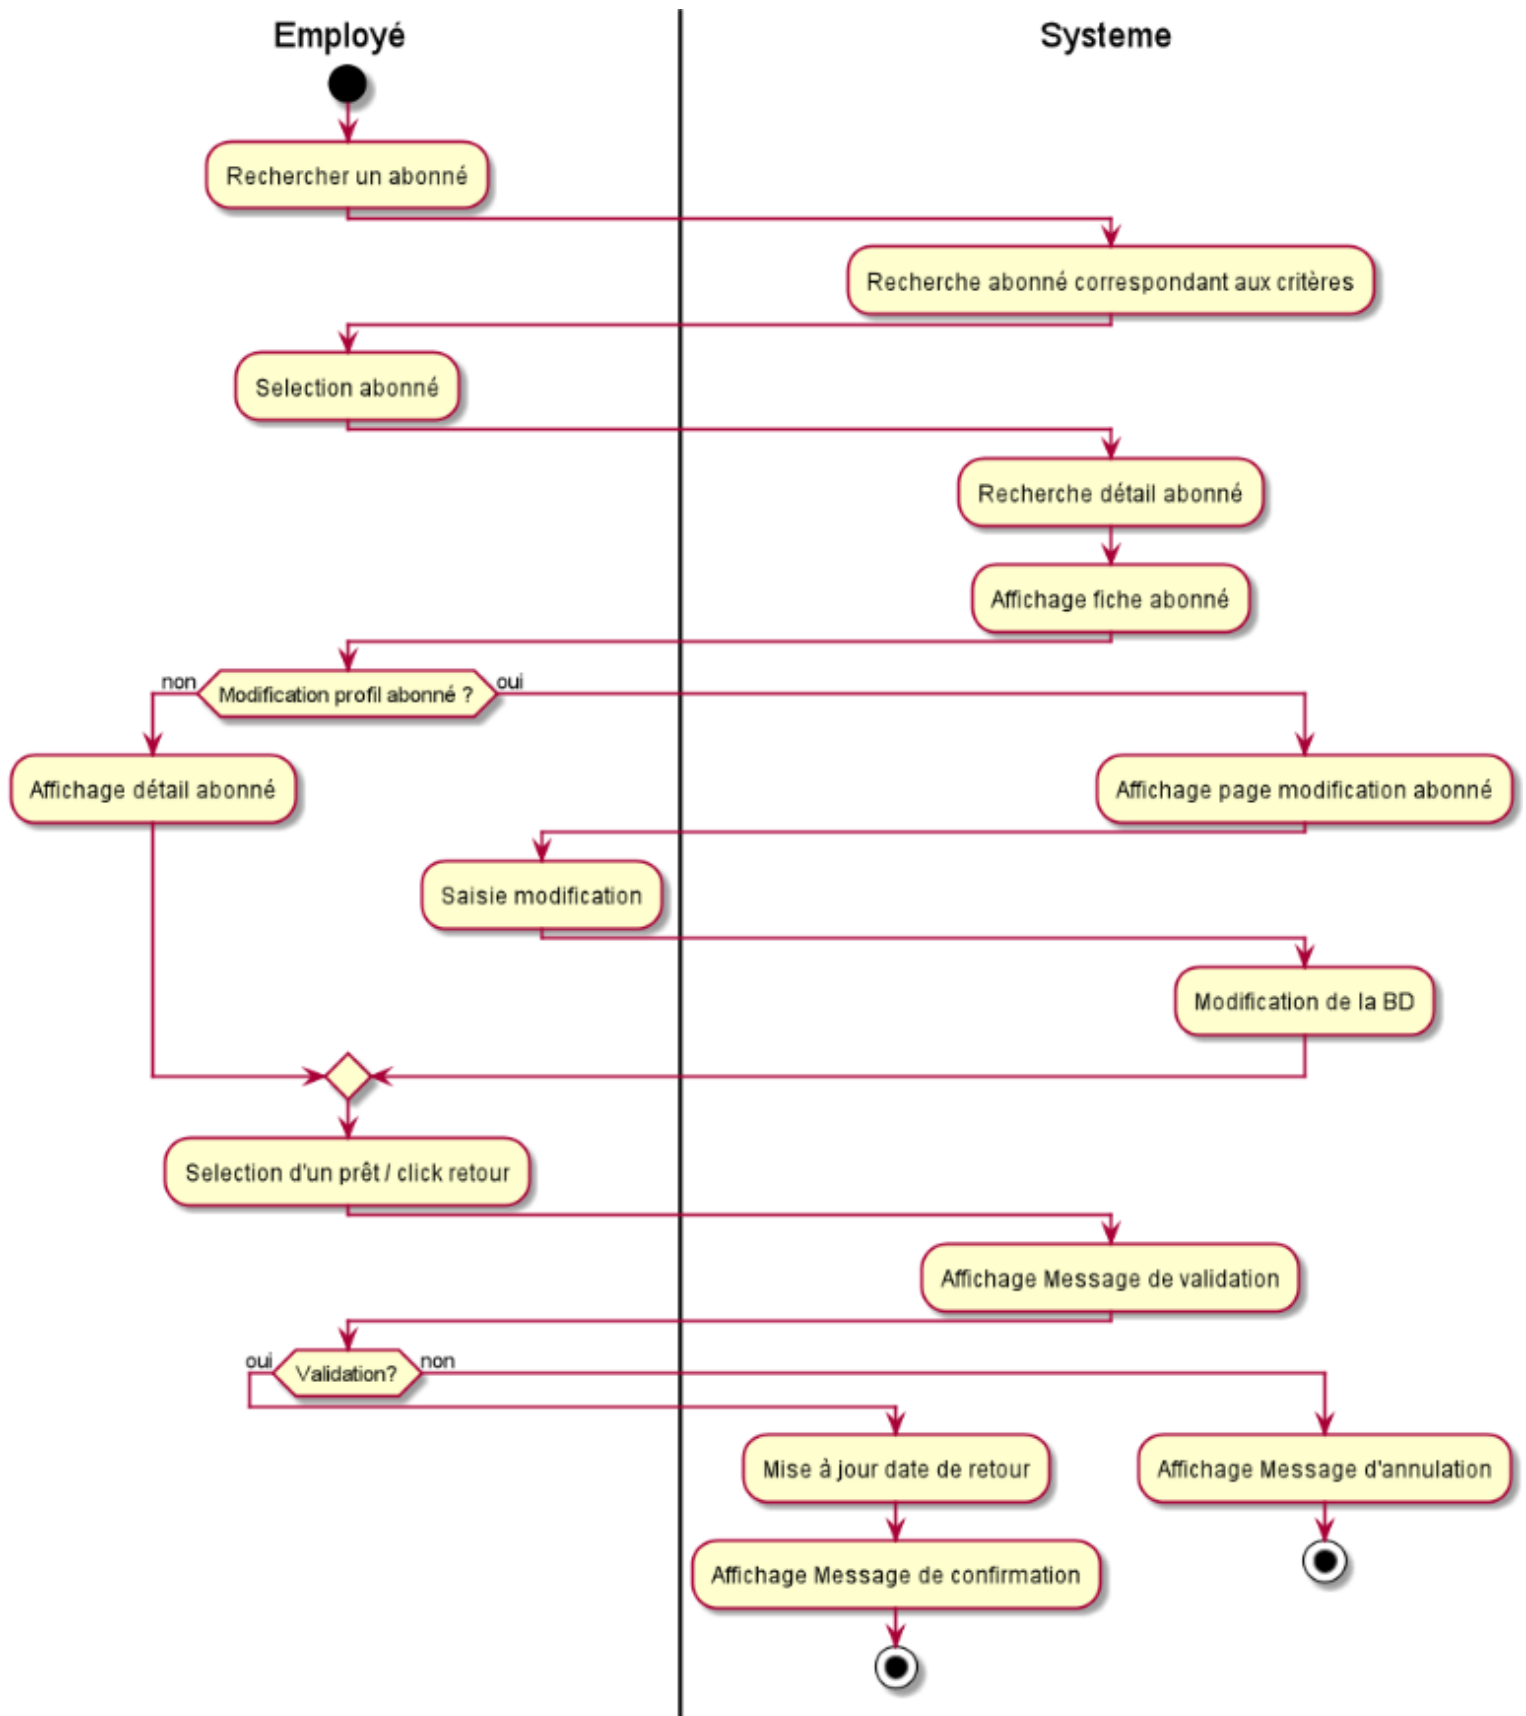 Employé
Systeme
Rechercher un abonné
Recherche abonné correspondant aux critères
Selection abonné
Recherche détail abonné
Affichage fiche abonné
non
Modification profil abonné ?
oui
Affichage détail abonné
Affichage page modification abonné
Saisie modification
Modification de la BD
Selection d'un prêt / click retour
Affichage Message de validation
oui
Validation?
non
Mise à jour date de retour
Affichage Message d'annulation
Affichage Message de confirmation